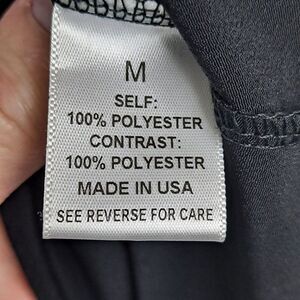 M
SELF:
100% POLYESTER
CONTRAST:
100% POLYESTER
MADE IN USA
SEE REVERSE FOR CARE